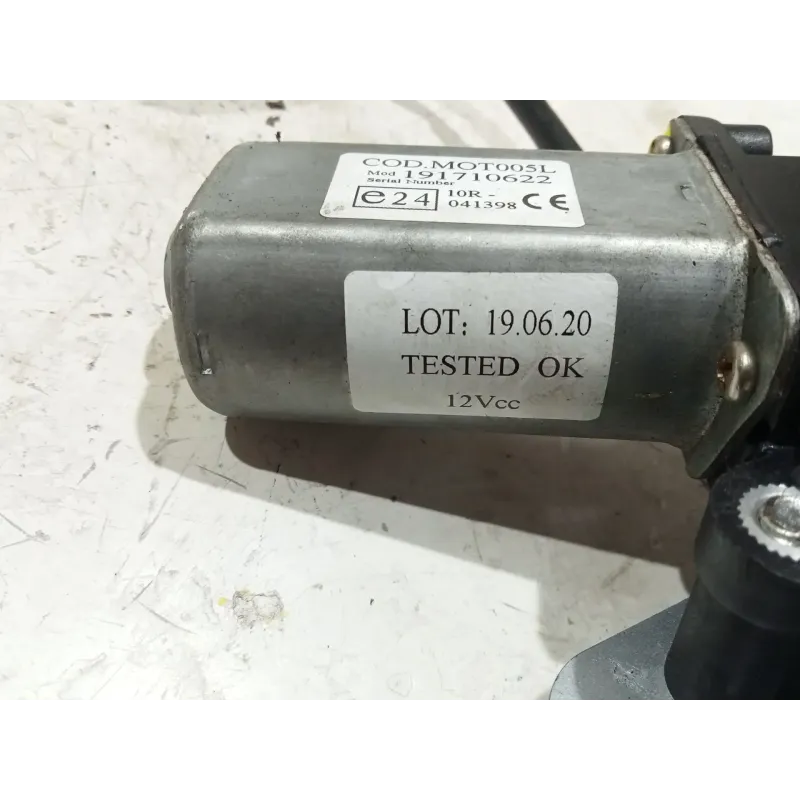 COD.MOT005L
Mod 191710622
Serial Number
e24 10R -
041398 CE
LOT: 19.06.20
TESTED OK
12Vcc